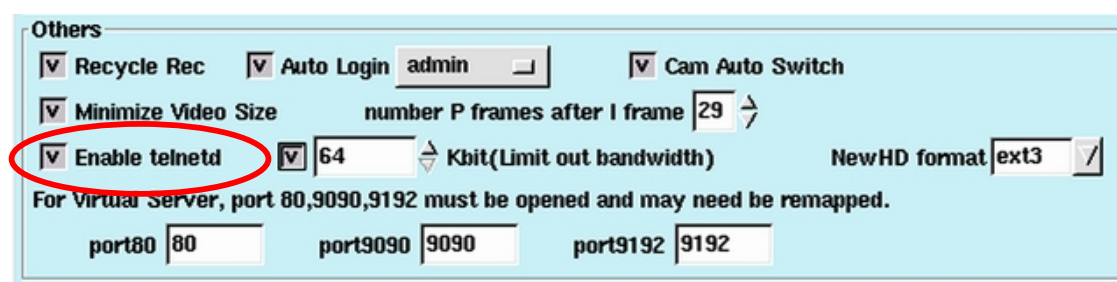 Others
Recycle Rec Auto Login admin Cam Auto Switch
Minimize Video Size number P frames after I frame 29
Enable telnetd 64 Kbit(Limit out bandwidth) NewHD format ext3
For Virtual Server, port 80,9090,9192 must be opened and may need be remapped.
port80 80 port9090 9090 port9192 9192